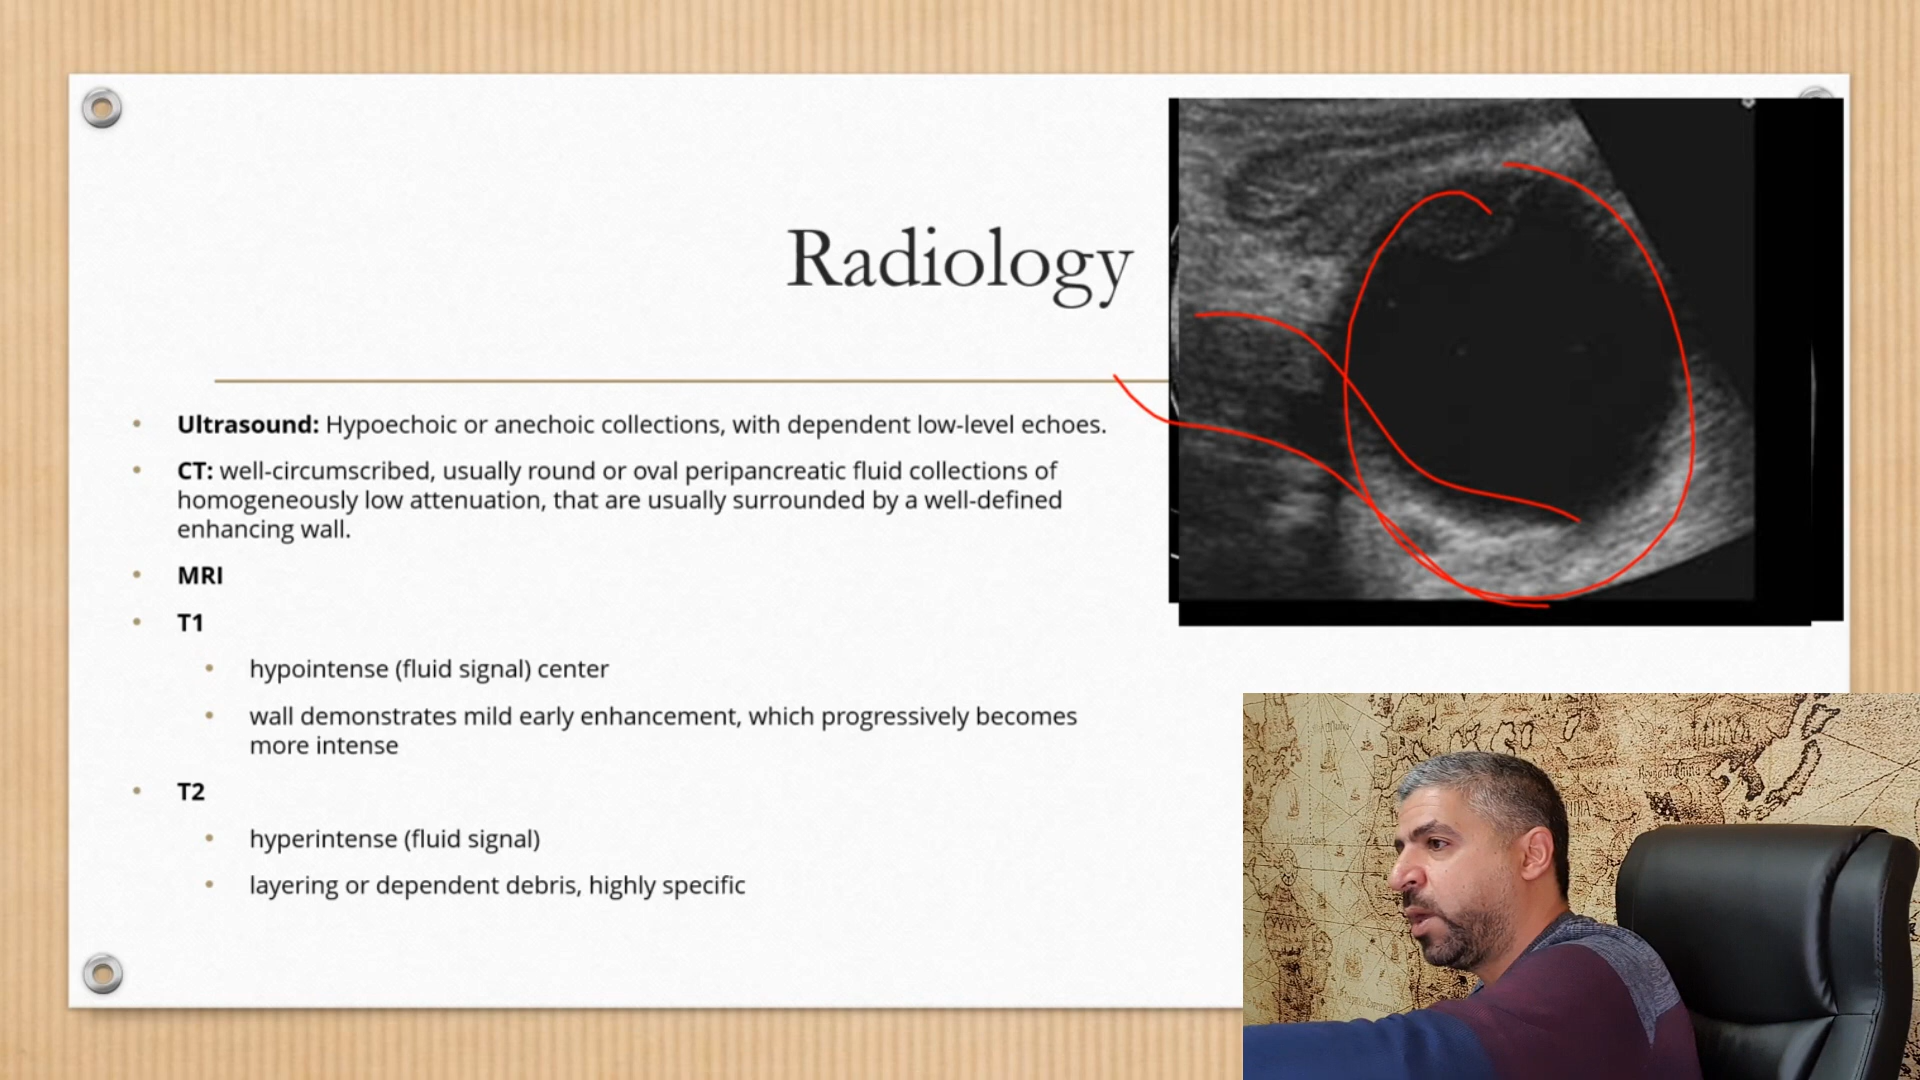 Radiology
Ultrasound: Hypoechoic or anechoic collections, with dependent low-level echoes.
CT: well-circumscribed, usually round or oval peripancreatic fluid collections of
homogeneously low attenuation, that are usually surrounded by a well-defined
enhancing wall.
MRI
T1
hypointense (fluid signal) center
wall demonstrates mild early enhancement, which progressively becomes
more intense
T2
hyperintense (fluid signal)
layering or dependent debris, highly specific